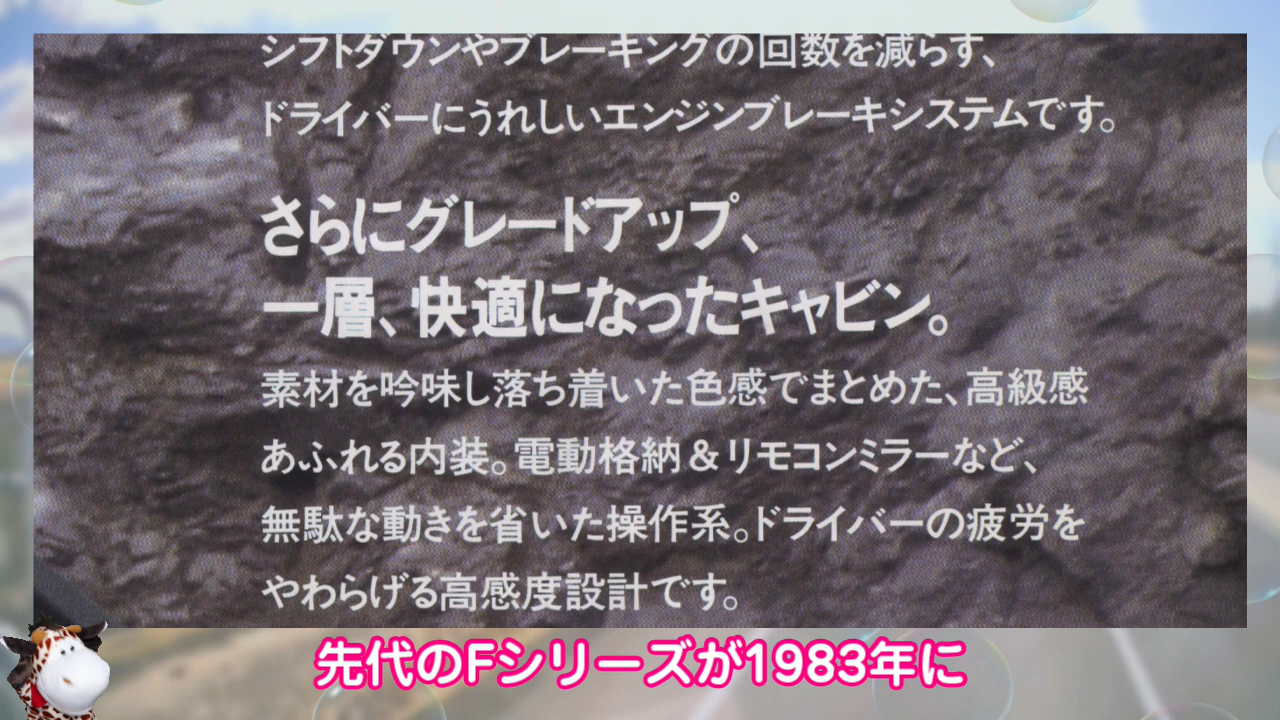 シフトダウンやブレーキングの回数を減らす、
ドライバーにうれしいエンジンブレーキシステムです。
さらにグレードアップ、
一層、快適になったキャビン。
素材を吟味し落ち着いた色感でまとめた、高級感
あふれる内装。電動格納＆リモコンミラーなど、
無駄な動きを省いた操作系。ドライバーの疲労を
やわらげる高感度設計です。
先代のFシリーズが1983年に